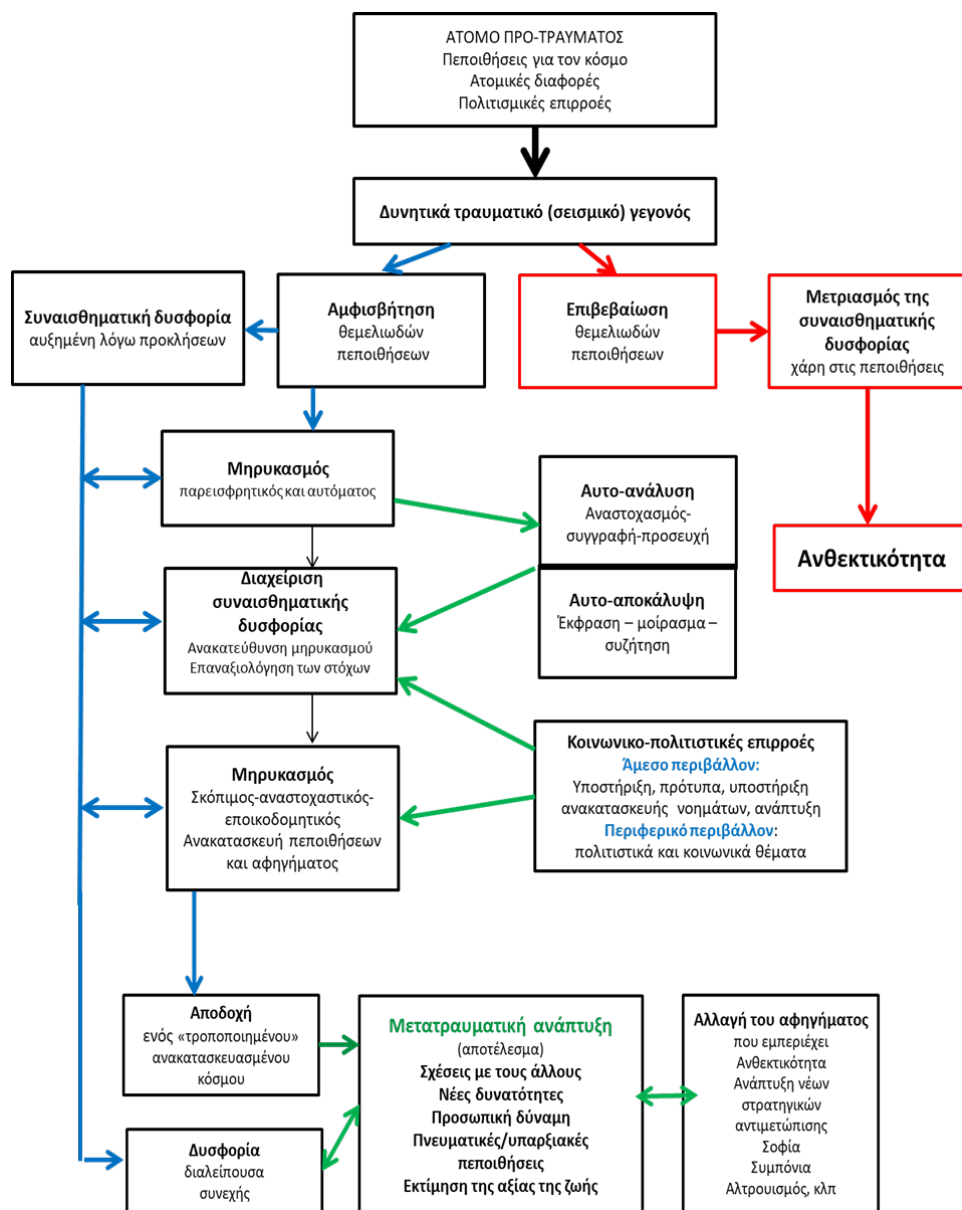 ΑΤΟΜΟ ΠΡΟ-ΤΡΑΥΜΑΤΟΣ
Πεποιθήσεις για τον κόσμο
Ατομικές διαφορές
Πολιτισμικές επιρροές
Δυνητικά τραυματικό (σεισμικό) γεγονός
Συναισθηματική δυσφορία
αυξημένη λόγω προκλήσεων
Αμφισβήτηση
θεμελιωδών
πεποιθήσεων
Επιβεβαίωση
θεμελιωδών
πεποιθήσεων
Μετριασμός της
συναισθηματικής
δυσφορίας
χάρη στις πεποιθήσεις
Μηρυκασμός
παρεισφρητικός και αυτόματος
Αυτο-ανάλυση
Αναστοχασμός-
συγγραφή-προσευχή
Ανθεκτικότητα
Διαχείριση
συναισθηματικής
δυσφορίας
Ανακατεύθυνση μηρυκασμού
Επαναξιολόγηση των στόχων
Αυτο-αποκάλυψη
Έκφραση – μοίρασμα –
συζήτηση
Μηρυκασμός
Σκόπιμος-αναστοχαστικός-
εποικοδομητικός
Ανακατασκευή πεποιθήσεων
και αφηγήματος
Κοινωνικο-πολιτιστικές επιρροές
Άμεσο περιβάλλον:
Υποστήριξη, πρότυπα, υποστήριξη
ανακατασκευής νοημάτων, ανάπτυξη
Περιφερικό περιβάλλον:
πολιτιστικά και κοινωνικά θέματα
Αποδοχή
ενός «τροποποιημένου»
ανακατασκευασμένου
κόσμου
Δυσφορία
διαλείπουσα
συνεχής
Μετατραυματική ανάπτυξη
(αποτέλεσμα)
Σχέσεις με τους άλλους
Νέες δυνατότητες
Προσωπική δύναμη
Πνευματικές/υπαρξιακές
πεποιθήσεις
Εκτίμηση της αξίας της ζωής
Αλλαγή του αφηγήματος
που εμπεριέχει
Ανθεκτικότητα
Ανάπτυξη νέων
στρατηγικών
αντιμετώπισης
Σοφία
Συμπόνια
Αλτρουισμός, κλπ